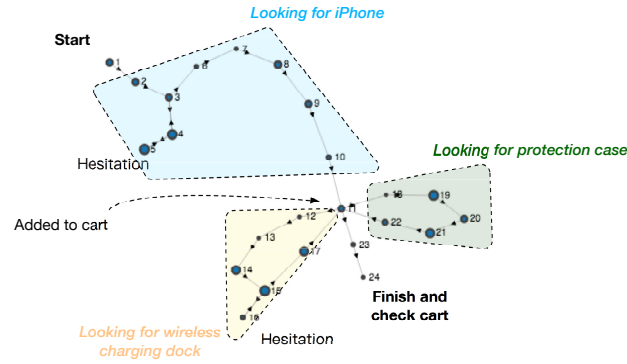 Looking for iPhone
Start
1
2
3
4
5
6
7
8
9
10
Hesitation
Looking for protection case
11
18
19
20
21
22
Added to cart
12
13
14
15
16
17
23
24
Finish and
check cart
Looking for wireless
charging dock
Hesitation